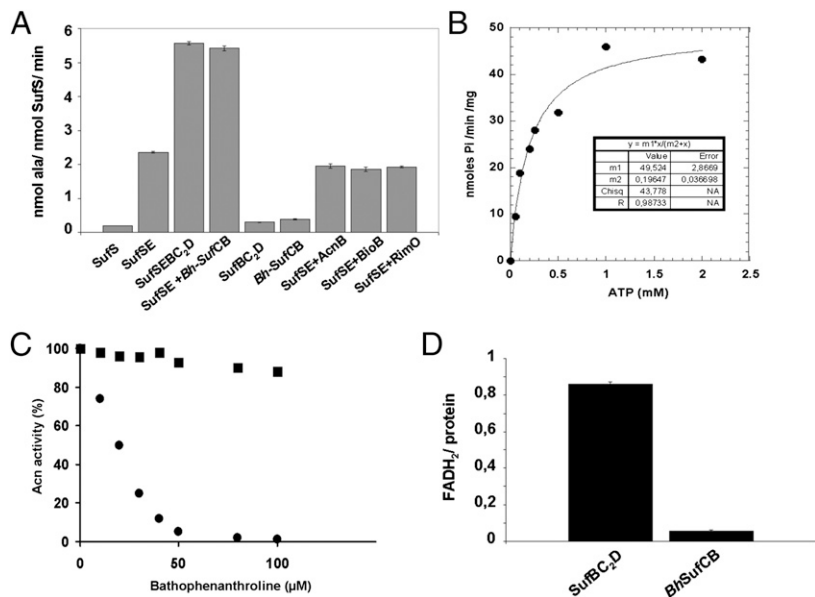 A
nmol ala/ nmol SufS/ min
6
5
4
3
2
1
0
SufS
SufSE
SufSEBC₂D
SufSE +Bh-SufCB
SufBC₂D
Bh-SufCB
SufSE+AcnB
SufSE+BioB
SufSE+RimO
B
nmoles Pi /min /mg
50
40
30
20
10
0
0
0.5
1
1.5
2
2.5
ATP (mM)
y = m1*x/(m2+x)
Value Error
m1 49,524 2,8669
m2 0,19647 0,036698
Chisq 43,778 NA
R 0,98733 NA
C
Acn activity (%)
100
80
60
40
20
0
0
50
100
Bathophenanthroline (µM)
D
FADH₂/ protein
1
0,8
0,6
0,4
0,2
0
SufBC₂D
BhSufCB